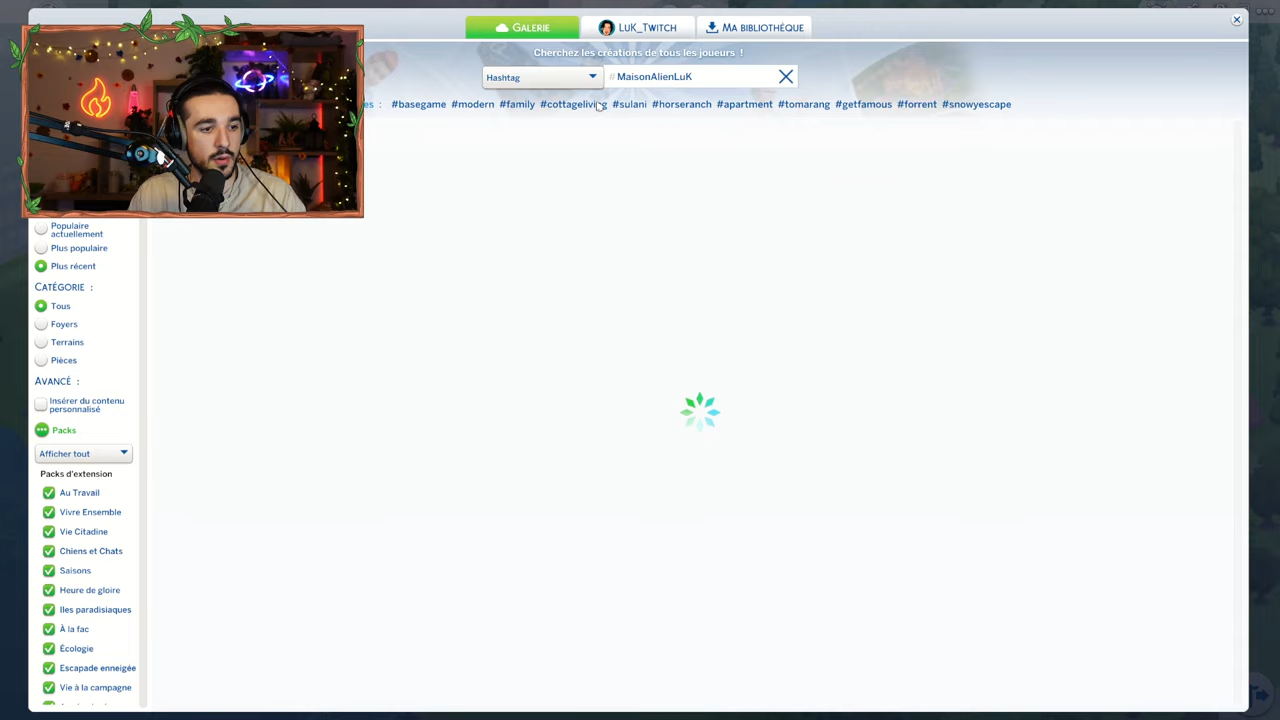 GALERIE
LUK_TWITCH
MA BIBLIOTHÈQUE
Cherchez les créations de tous les joueurs !
Hashtag
# MaisonAlienLuK
: #basegame #modern #family #cottageliving #sulani #horseranch #apartment #tomarang #getfamous #forrent #snowyescape
Populaire
actuellement
Plus populaire
Plus récent
CATÉGORIE :
Tous
Foyers
Terrains
Pièces
AVANCÉ :
Insérer du contenu
personnalisé
Packs
Afficher tout
Packs d'extension
Au Travail
Vivre Ensemble
Vie Citadine
Chiens et Chats
Saisons
Heure de gloire
Iles paradisiaques
À la fac
Écologie
Escapade enneigée
Vie à la campagne